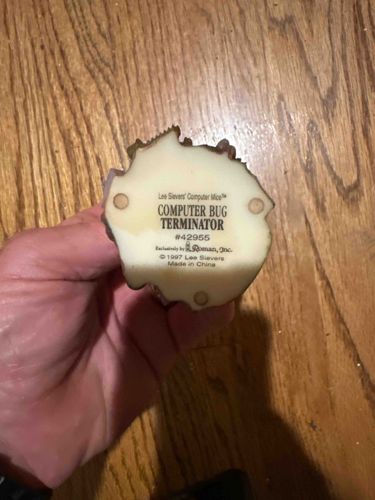 Lee Sievers' Computer Mice™
COMPUTER BUG
TERMINATOR
#42955
Exclusively by Roman, Inc.
© 1997 Lee Sievers
Made in China